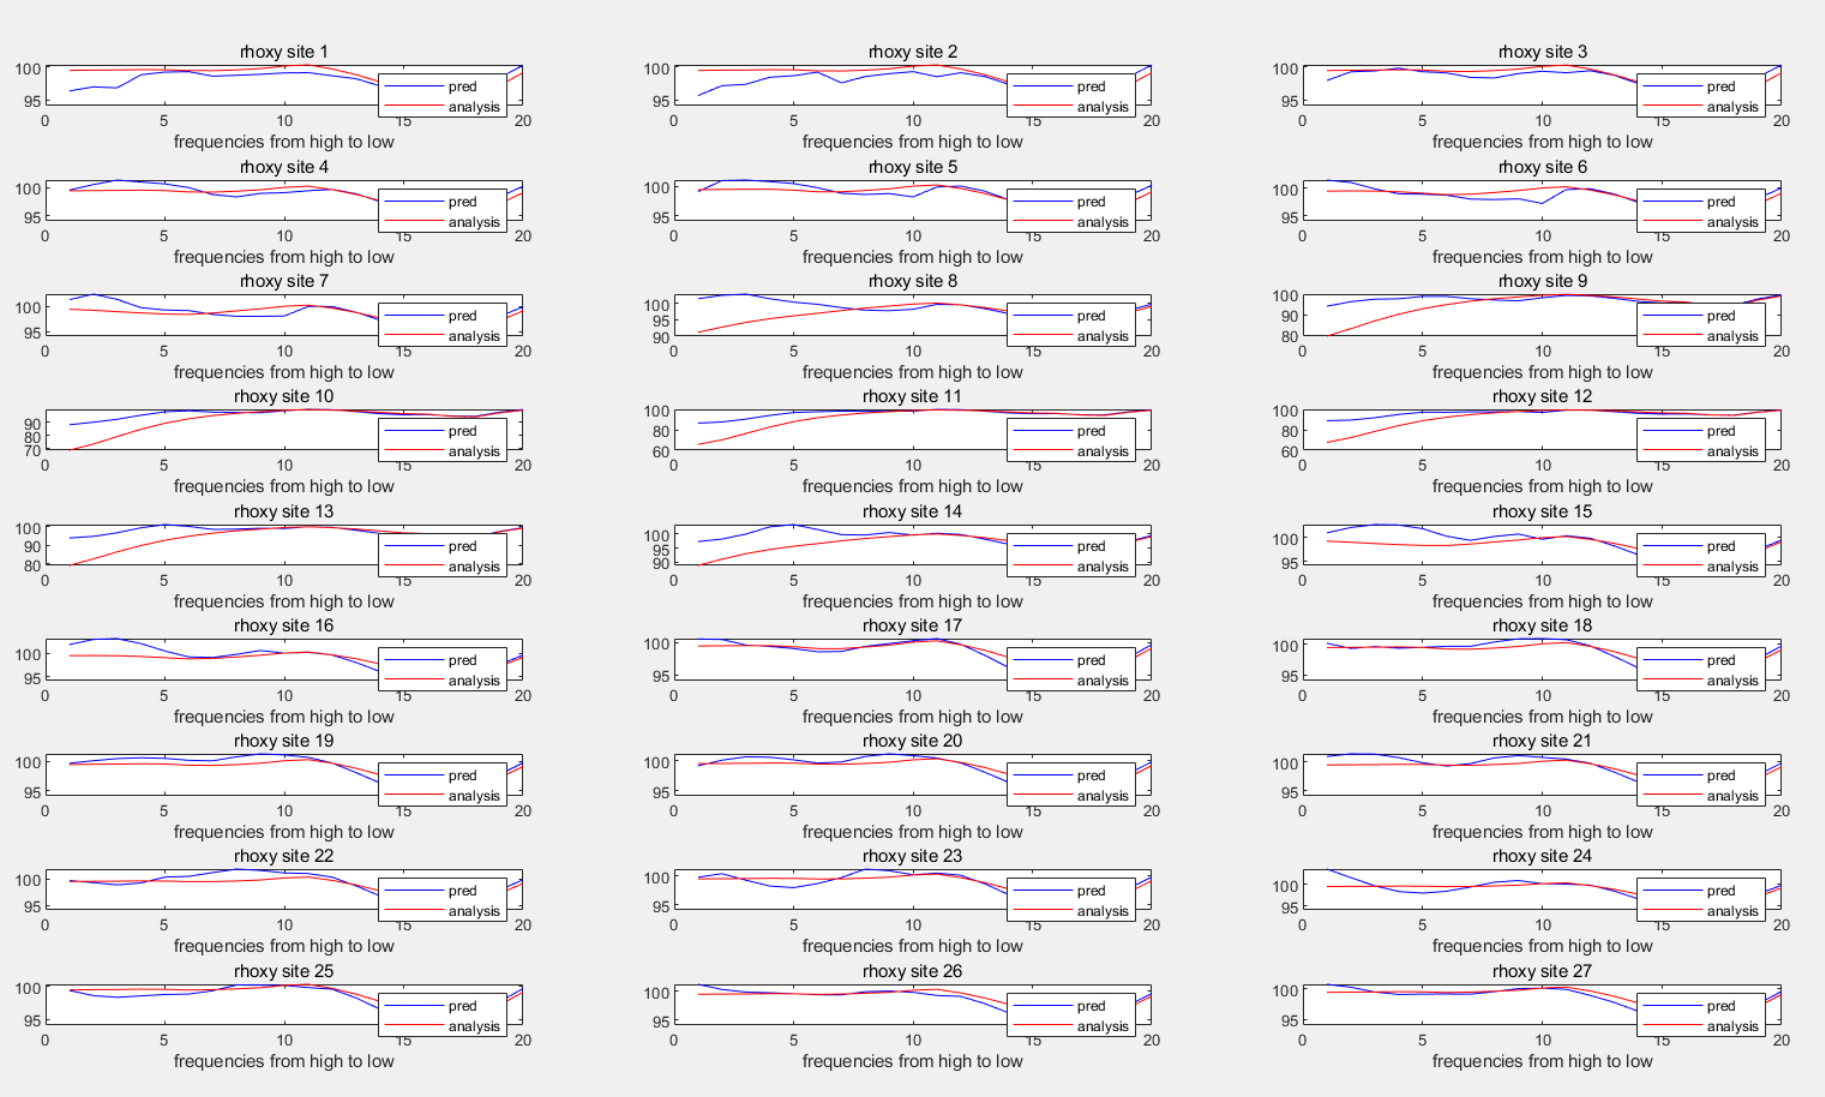 rhoxy site 1 rhoxy site 2 rhoxy site 3
100 95 pred analysis 100 95 pred analysis 100 95 pred analysis
0 5 10 15 20 0 5 10 15 20 0 5 10 15 20
frequencies from high to low frequencies from high to low frequencies from high to low
rhoxy site 4 rhoxy site 5 rhoxy site 6
100 95 pred analysis 100 95 pred analysis 100 95 pred analysis
0 5 10 15 20 0 5 10 15 20 0 5 10 15 20
frequencies from high to low frequencies from high to low frequencies from high to low
rhoxy site 7 rhoxy site 8 rhoxy site 9
100 95 pred analysis 100 95 90 pred analysis 100 90 80 pred analysis
0 5 10 15 20 0 5 10 15 20 0 5 10 15 20
frequencies from high to low frequencies from high to low frequencies from high to low
rhoxy site 10 rhoxy site 11 rhoxy site 12
90 80 70 pred analysis 100 80 60 pred analysis 100 80 60 pred analysis
0 5 10 15 20 0 5 10 15 20 0 5 10 15 20
frequencies from high to low frequencies from high to low frequencies from high to low
rhoxy site 13 rhoxy site 14 rhoxy site 15
100 90 80 pred analysis 100 95 90 pred analysis 100 95 pred analysis
0 5 10 15 20 0 5 10 15 20 0 5 10 15 20
frequencies from high to low frequencies from high to low frequencies from high to low
rhoxy site 16 rhoxy site 17 rhoxy site 18
100 95 pred analysis 100 95 pred analysis 100 95 pred analysis
0 5 10 15 20 0 5 10 15 20 0 5 10 15 20
frequencies from high to low frequencies from high to low frequencies from high to low
rhoxy site 19 rhoxy site 20 rhoxy site 21
100 95 pred analysis 100 95 pred analysis 100 95 pred analysis
0 5 10 15 20 0 5 10 15 20 0 5 10 15 20
frequencies from high to low frequencies from high to low frequencies from high to low
rhoxy site 22 rhoxy site 23 rhoxy site 24
100 95 pred analysis 100 95 pred analysis 100 95 pred analysis
0 5 10 15 20 0 5 10 15 20 0 5 10 15 20
frequencies from high to low frequencies from high to low frequencies from high to low
rhoxy site 25 rhoxy site 26 rhoxy site 27
100 95 pred analysis 100 95 pred analysis 100 95 pred analysis
0 5 10 15 20 0 5 10 15 20 0 5 10 15 20
frequencies from high to low frequencies from high to low frequencies from high to low